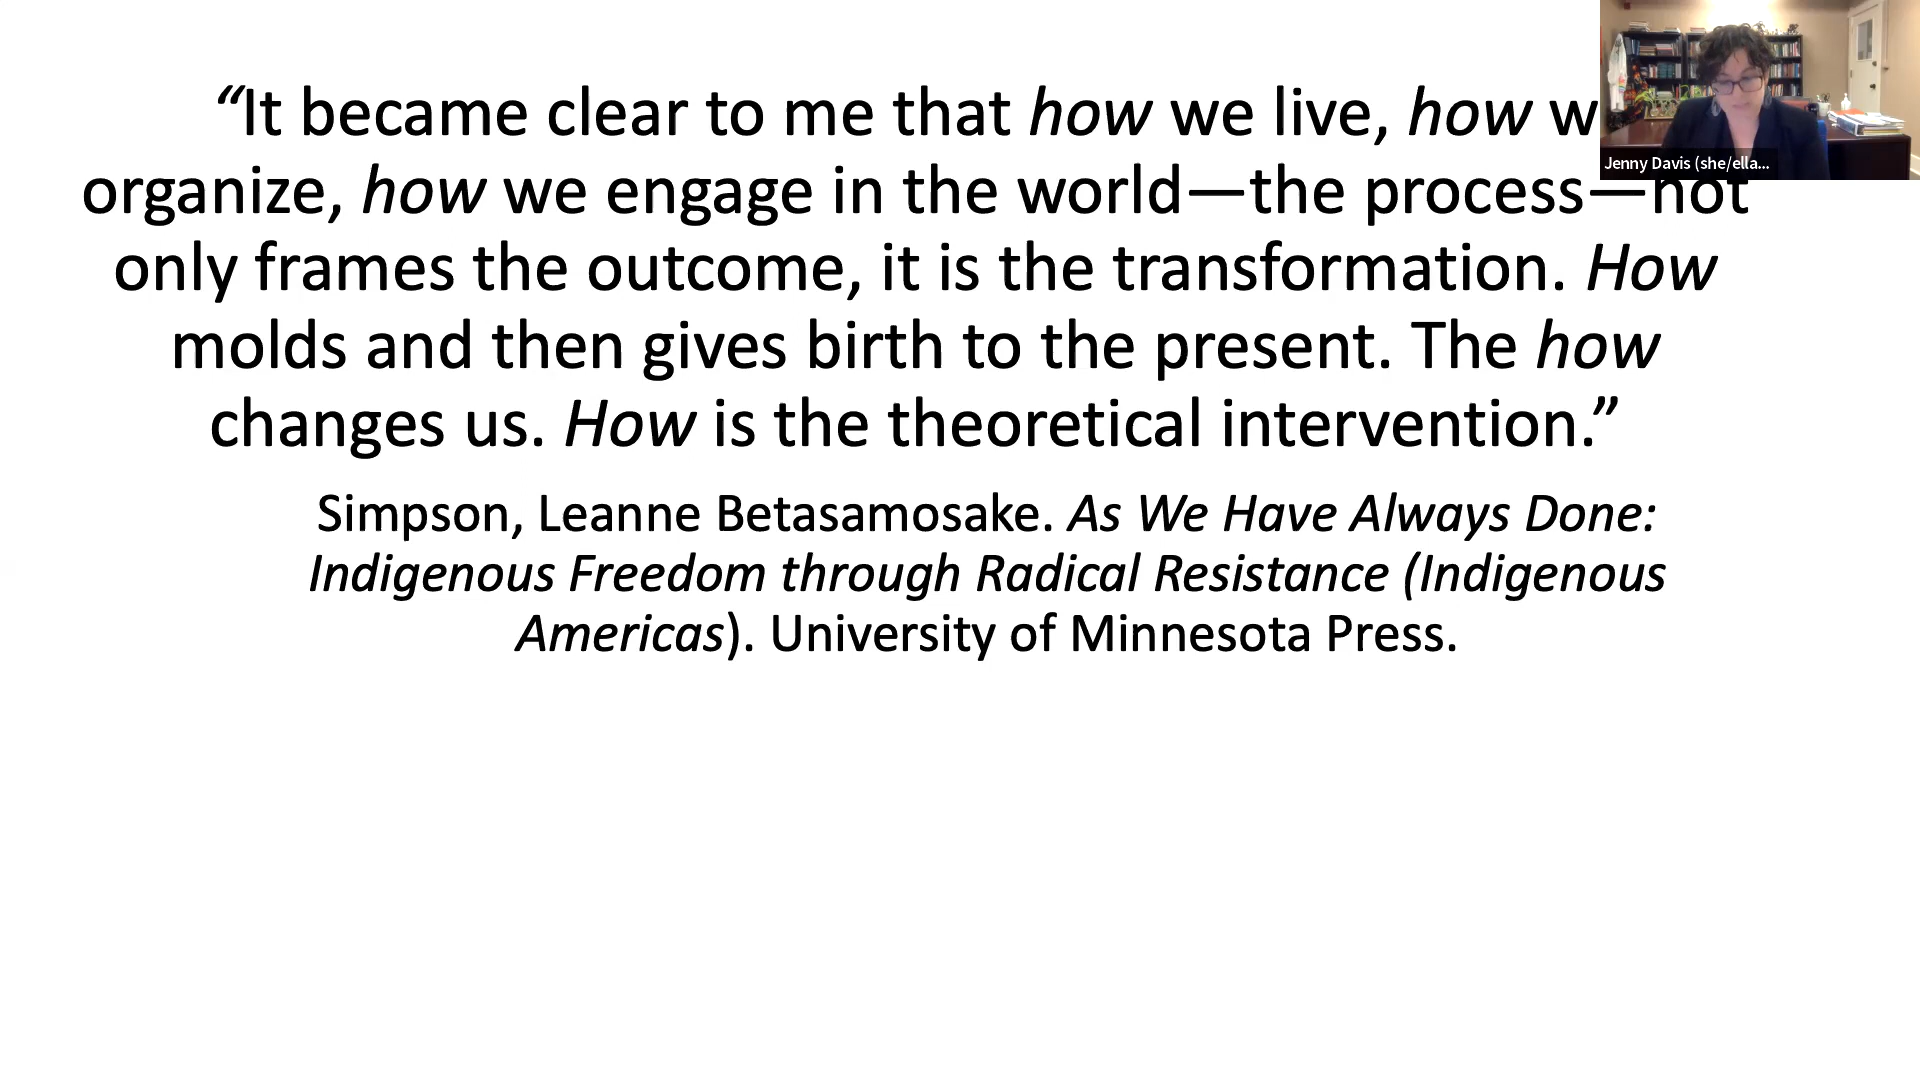 “It became clear to me that how we live, how w
organize, how we engage in the world—the process—not
only frames the outcome, it is the transformation. How
molds and then gives birth to the present. The how
changes us. How is the theoretical intervention.”
Simpson, Leanne Betasamosake. As We Have Always Done:
Indigenous Freedom through Radical Resistance (Indigenous
Americas). University of Minnesota Press.
Jenny Davis (she/ella...